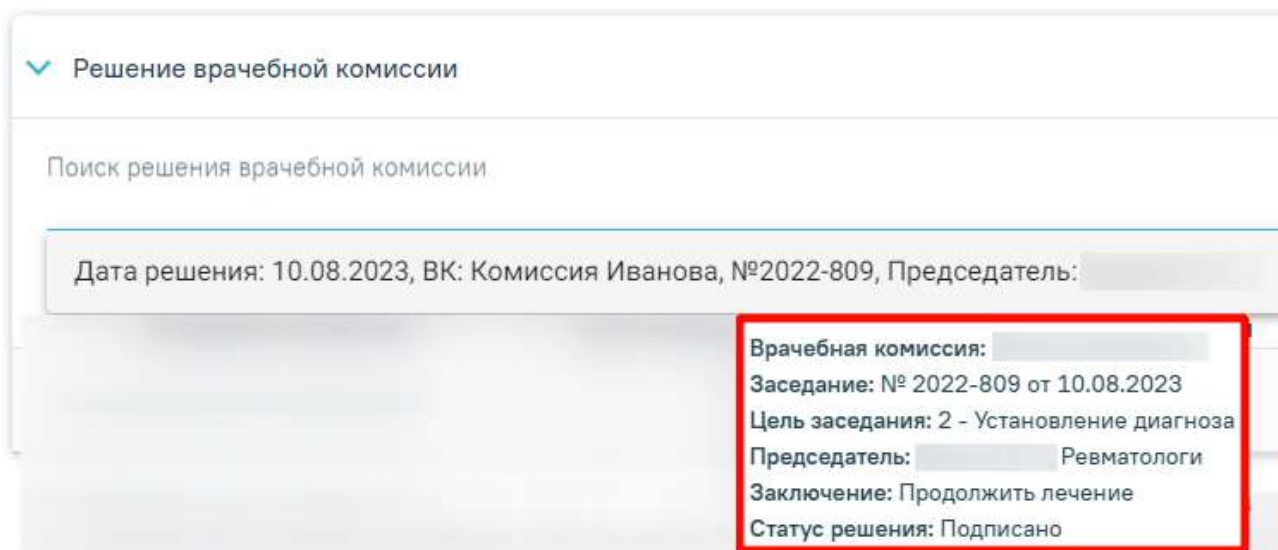 Решение врачебной комиссии
Поиск решения врачебной комиссии
Дата решения: 10.08.2023, ВК: Комиссия Иванова, №2022-809, Председатель:
Врачебная комиссия:
Заседание: № 2022-809 от 10.08.2023
Цель заседания: 2 - Установление диагноза
Председатель: Ревматологи
Заключение: Продолжить лечение
Статус решения: Подписано